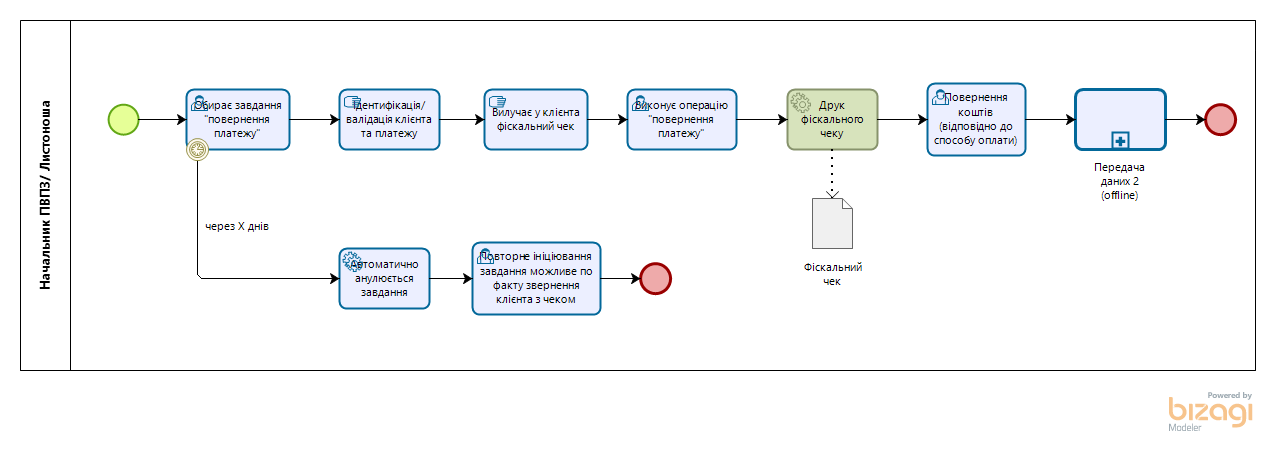 Начальник ПВПЗ/ Листоноша
Обирає завдання
"повернення
платежу"
Ідентифікація/
валідація клієнта
та платежу
Вилучає у клієнта
фіскальний чек
Виконує операцію
"повернення
платежу"
Друк
фіскального
чеку
Повернення
коштів
(відповідно до
способу оплати)
Передача
даних 2
(offline)
через Х днів
Фіскальний
чек
Автоматично
анулюється
завдання
Повторне ініціювання
завдання можливе по
факту звернення
клієнта з чеком
Powered by
bizagi
Modeler